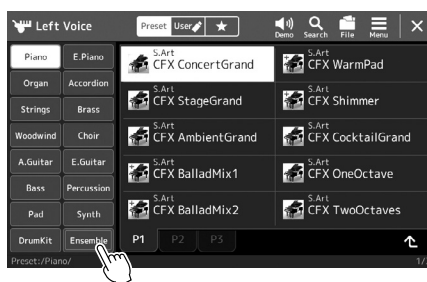 Left Voice
Preset User ★
Demo Search File Menu
Piano E.Piano
Organ Accordion
Strings Brass
Woodwind Choir
A.Guitar E.Guitar
Bass Percussion
Pad Synth
DrumKit Ensemble
S.Art
CFX ConcertGrand
S.Art
CFX WarmPad
S.Art
CFX StageGrand
S.Art
CFX Shimmer
S.Art
CFX AmbientGrand
S.Art
CFX CocktailGrand
S.Art
CFX BalladMix1
S.Art
CFX OneOctave
S.Art
CFX BalladMix2
S.Art
CFX TwoOctaves
P1 P2 P3
Preset:/Piano/